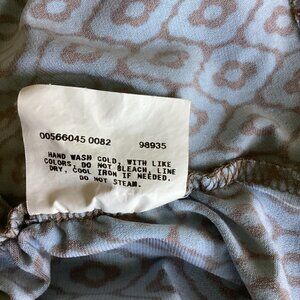 00566045 0082 98935
HAND WASH COLD, WITH LIKE
COLORS, DO NOT BLEACH, LINE
DRY, COOL IRON IF NEEDED.
DO NOT STEAM.